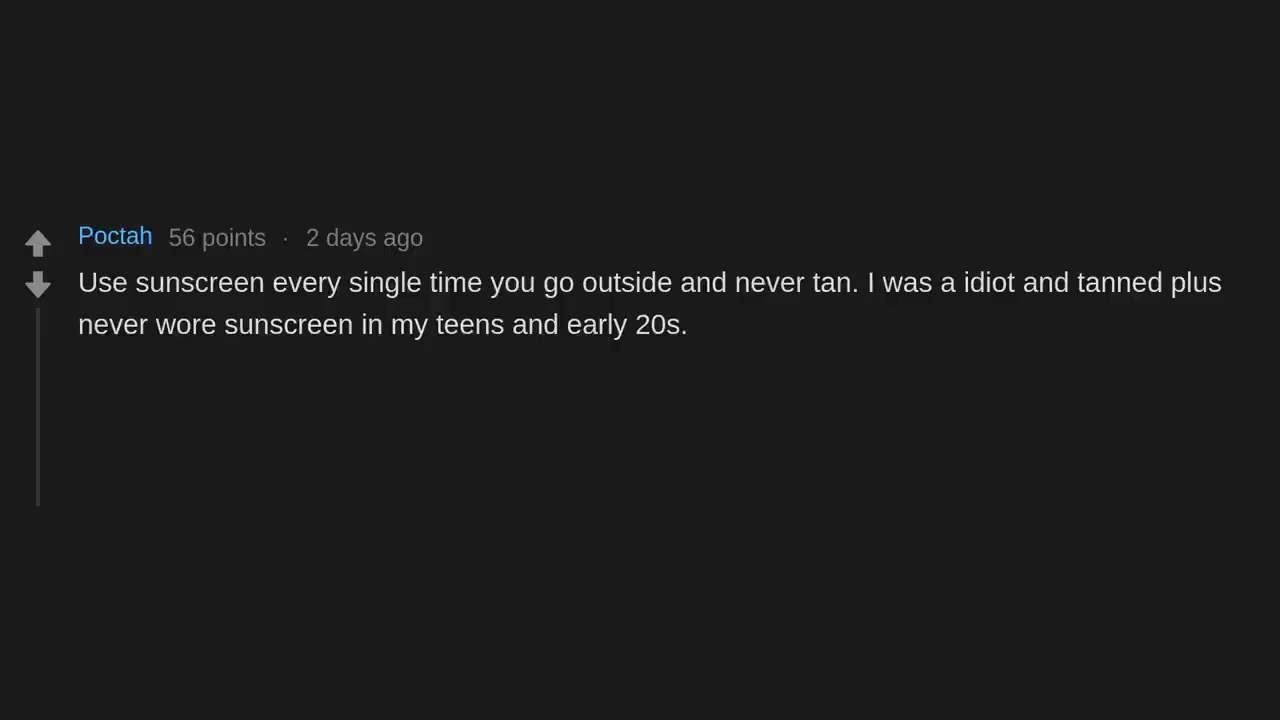 Poctah 56 points · 2 days ago
Use sunscreen every single time you go outside and never tan. I was a idiot and tanned plus
never wore sunscreen in my teens and early 20s.